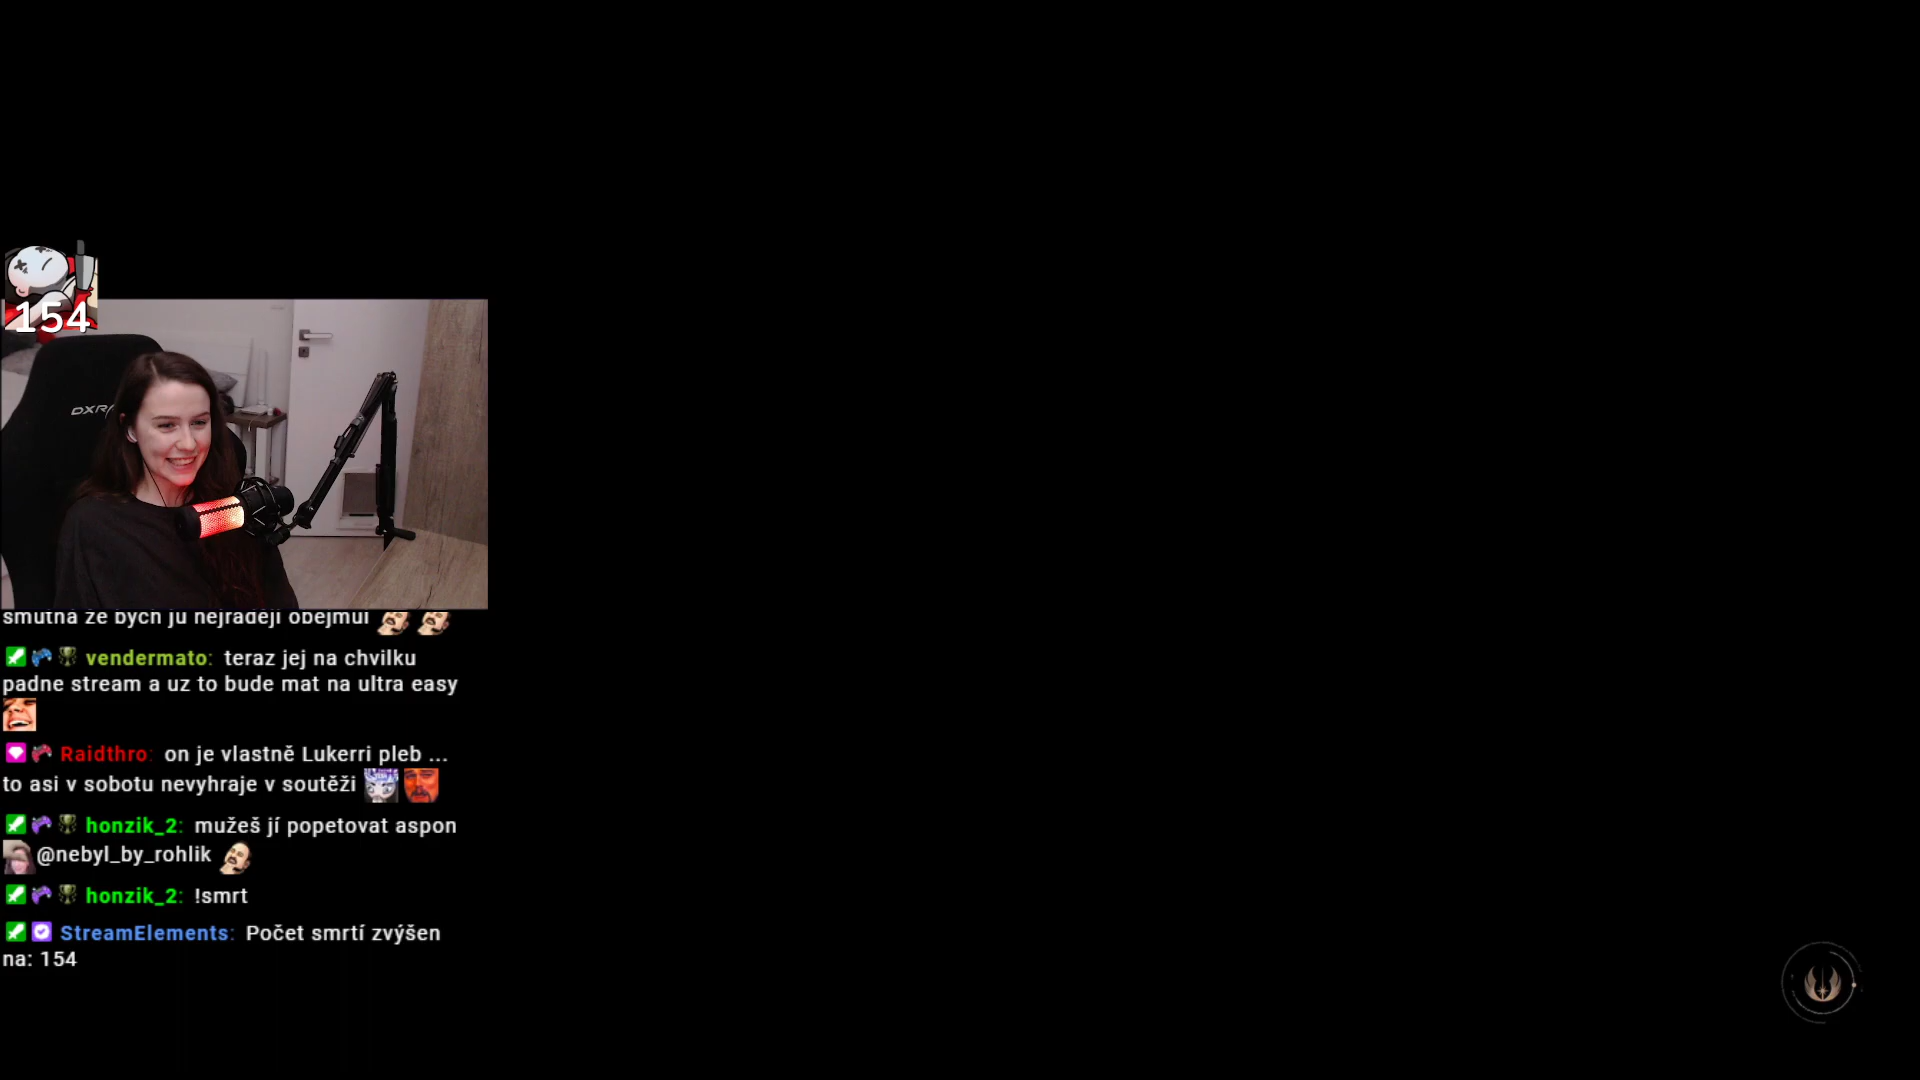 154
DXR
smutná že bych jú nejraději obejmul
vendermato: teraz jej na chvilku
padne stream a uz to bude mat na ultra easy
Raidthro: on je vlastně Lukerri pleb ...
to asi v sobotu nevyhraje v soutěži
honzik_2: mužeš jí popetovat aspon
@nebyl_by_rohlik
honzik_2: !smrt
StreamElements: Počet smrtí zvýšen
na: 154